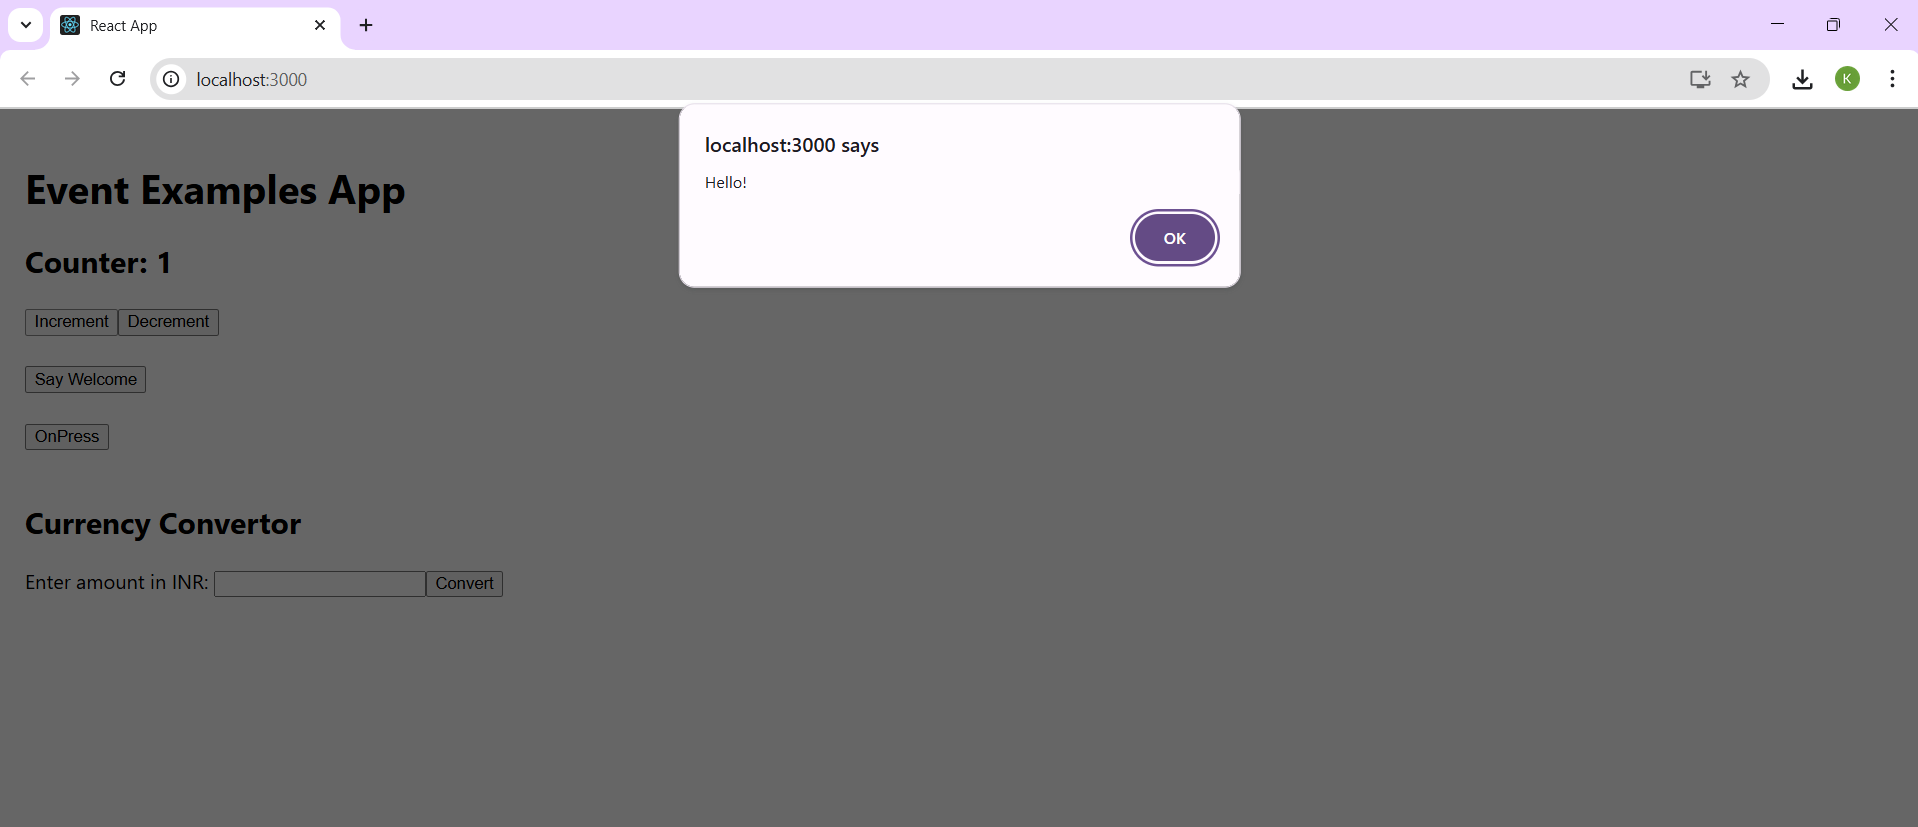 React App
localhost:3000
K
localhost:3000 says
Hello!
OK
Event Examples App
Counter: 1
Increment Decrement
Say Welcome
OnPress
Currency Convertor
Enter amount in INR: Convert